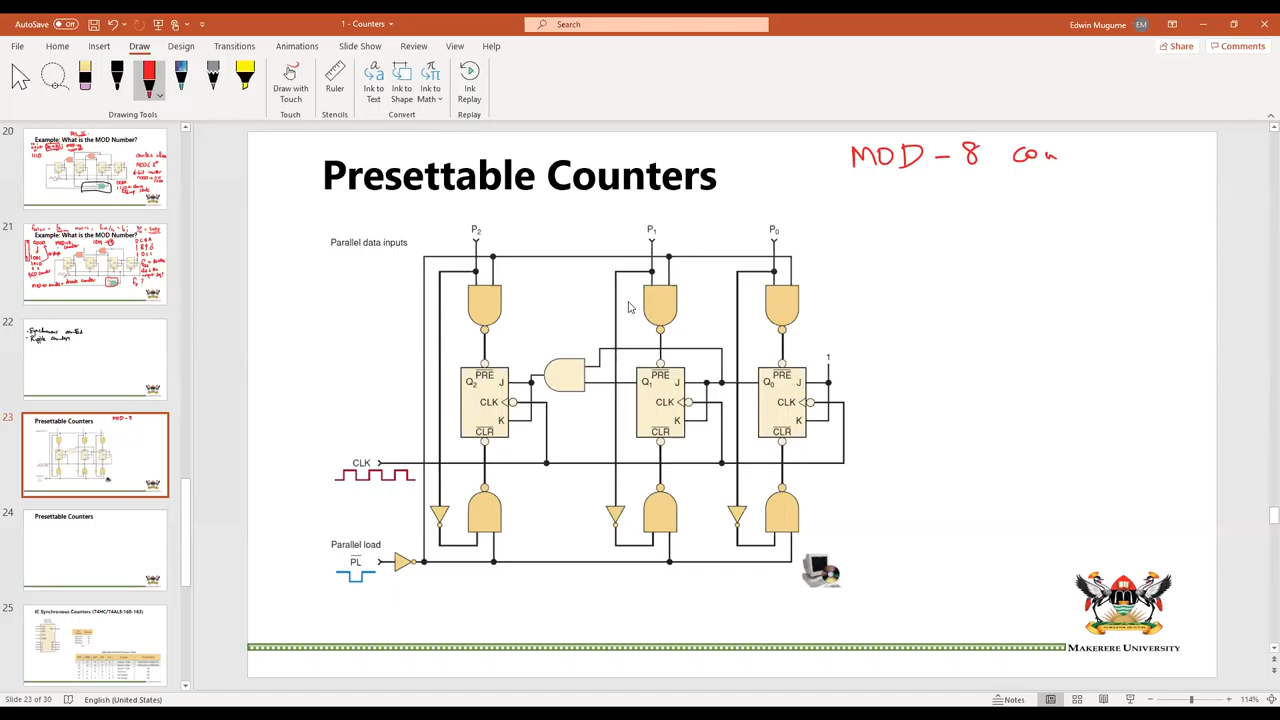 AutoSave Off 1 - Counters Search Edwin Mugume EM
File Home Insert Draw Design Transitions Animations Slide Show Review View Help Share Comments
Draw with Touch Ruler Ink to Text Ink to Shape Ink to Math Ink Replay
Drawing Tools Touch Stencils Convert Replay
20
Example: What is the MOD Number?
21
Example: What is the MOD Number?
22
23
Presettable Counters
MOD-8
24
Presettable Counters
25
IC Synchronous Counters (74HC/74ALS:160-163)
MOD - 8 cou
Presettable Counters
P2 P1 P0
Parallel data inputs
1
PRE PRE PRE
Q2 J Q1 J Q0 J
CLK CLK CLK
K K K
CLR CLR CLR
CLK
Parallel load
PL
MAKERERE UNIVERSITY
Slide 23 of 30 English (United States) Notes 114%